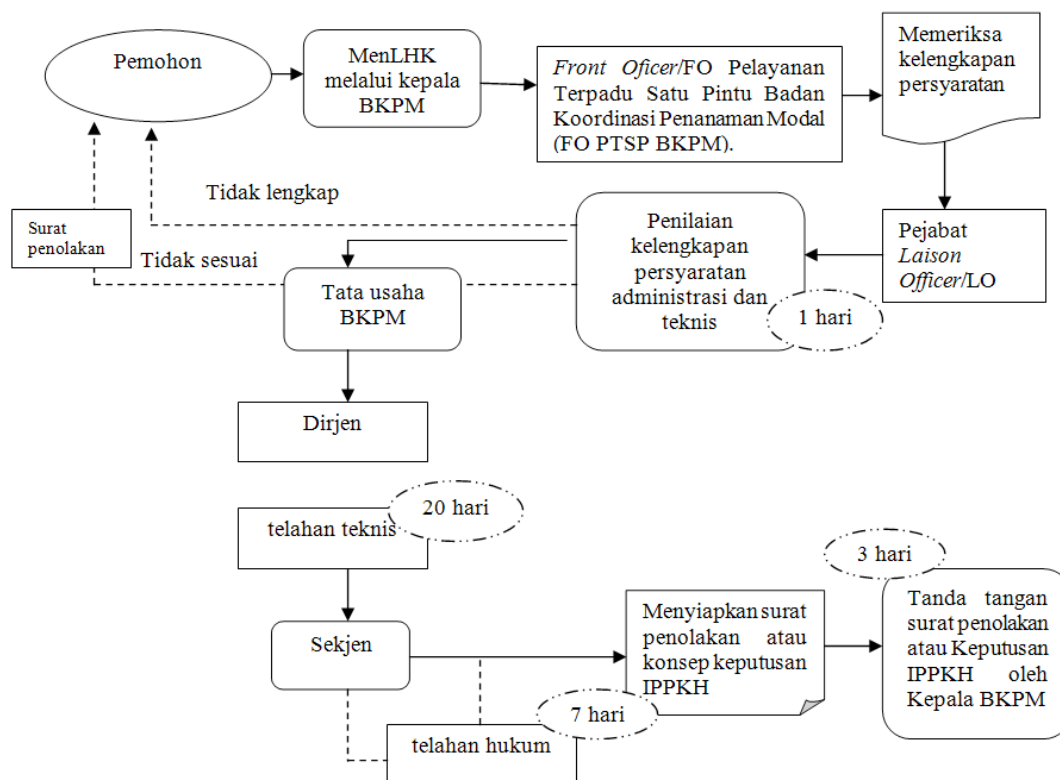 Pemohon
MenLHK
melalui kepala
BKPM
Front Oficer/FO Pelayanan
Terpadu Satu Pintu Badan
Koordinasi Penanaman Modal
(FO PTSP BKPM).
Memeriksa
kelengkapan
persyaratan
Pejabat
Laison
Officer/LO
Penilaian
kelengkapan
persyaratan
administrasi dan
teknis
1 hari
Tidak lengkap
Surat
penolakan
Tidak sesuai
Tata usaha
BKPM
Dirjen
telahan teknis
20 hari
Sekjen
telahan hukum
7 hari
Menyiapkan surat
penolakan atau
konsep keputusan
IPPKH
3 hari
Tanda tangan
surat penolakan
atau Keputusan
IPPKH oleh
Kepala BKPM